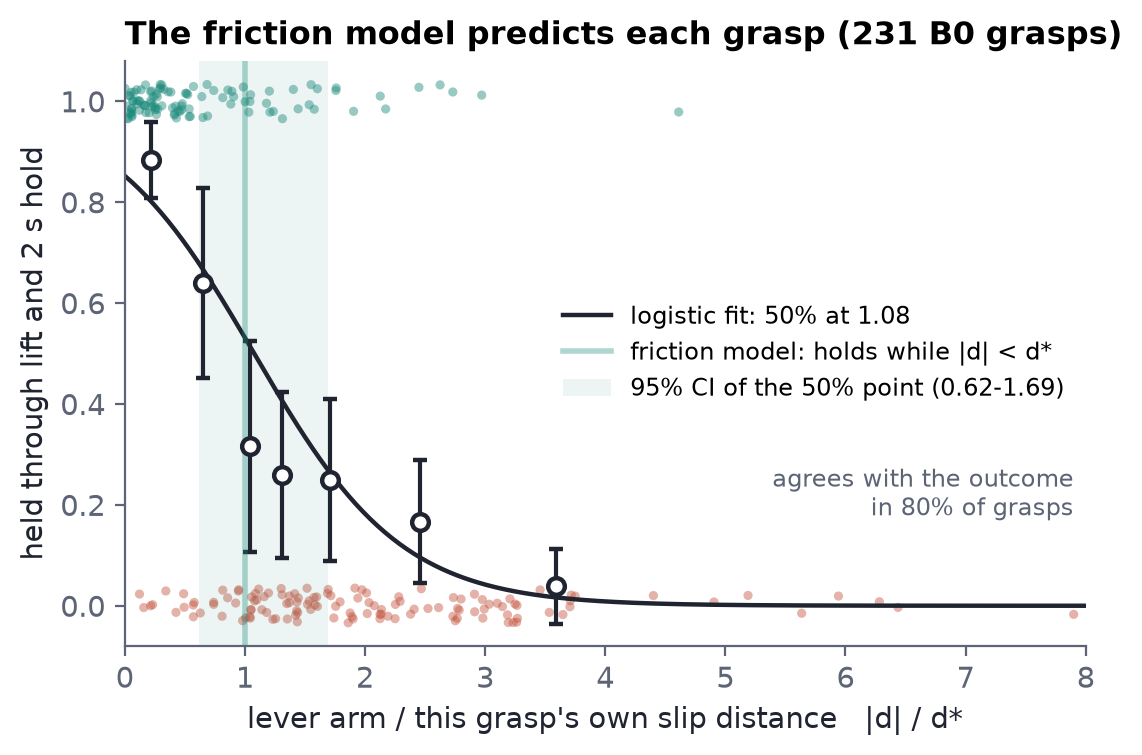 The friction model predicts each grasp (231 B0 grasps)
held through lift and 2 s hold
1.0
0.8
0.6
0.4
0.2
0.0
logistic fit: 50% at 1.08
friction model: holds while |d| < d*
95% CI of the 50% point (0.62-1.69)
agrees with the outcome
in 80% of grasps
0 1 2 3 4 5 6 7 8
lever arm / this grasp's own slip distance |d| / d*